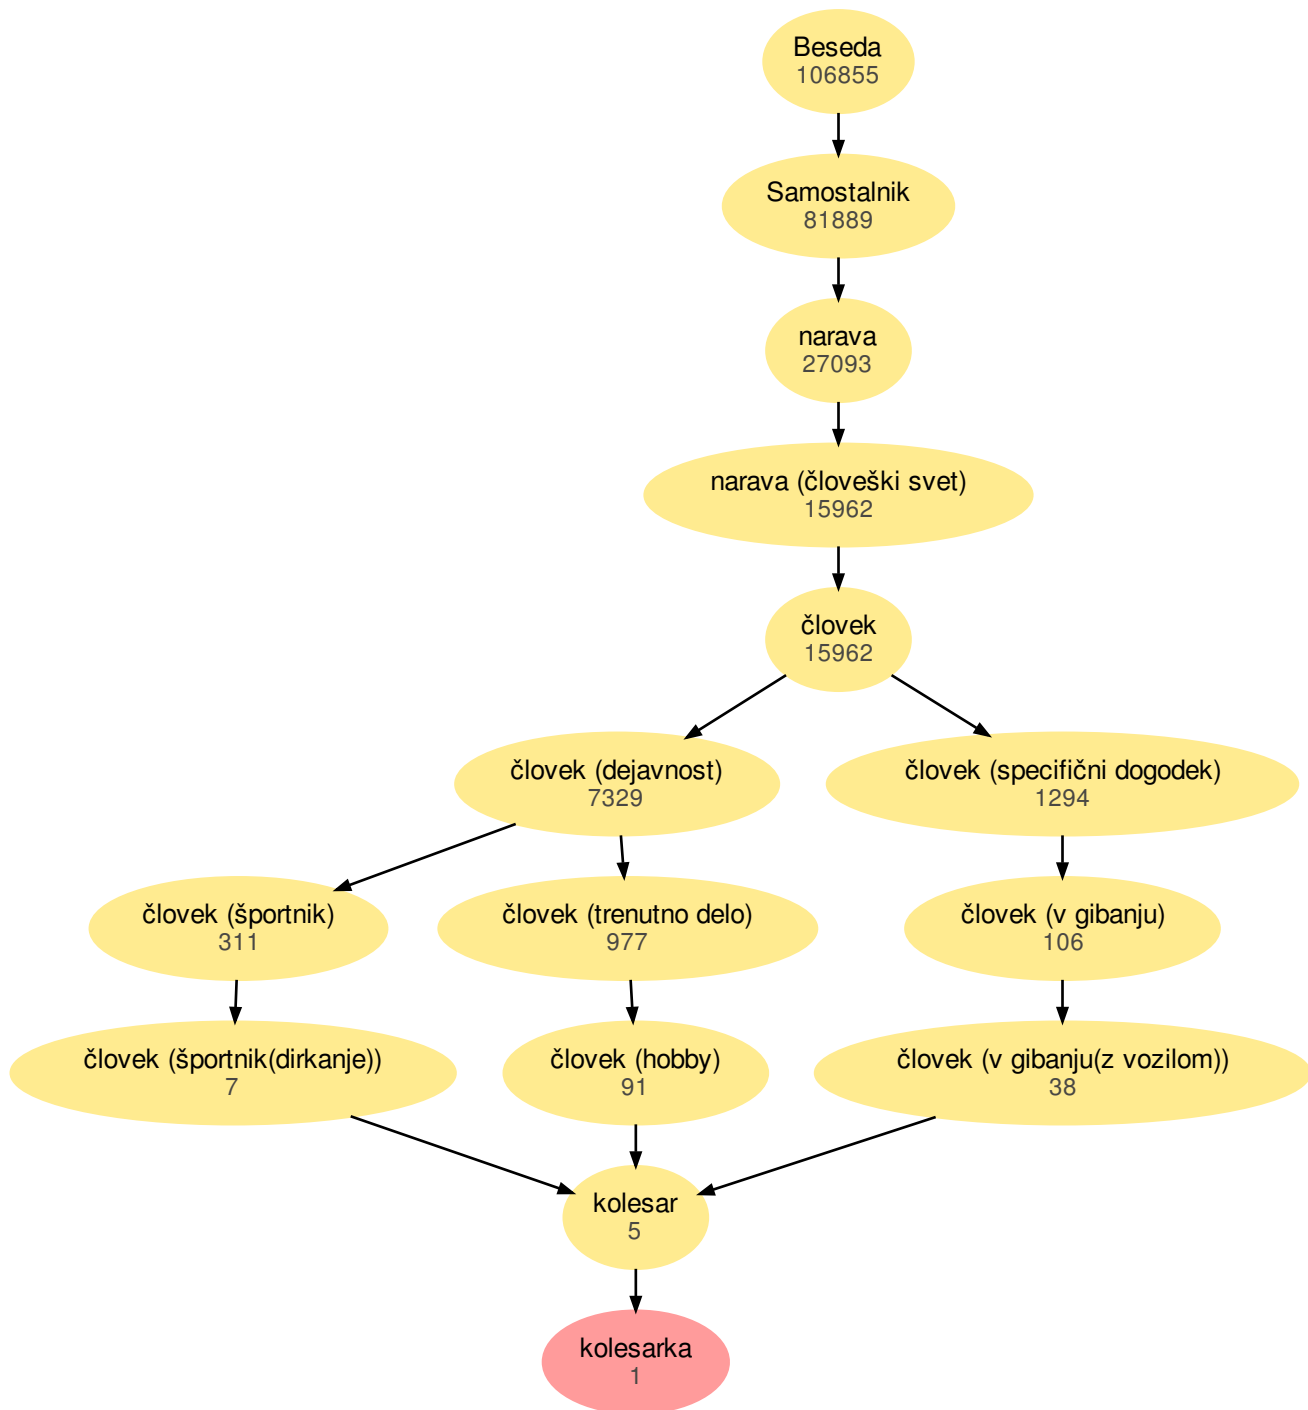 Beseda
106855
Samostalnik
81889
narava
27093
narava (človeški svet)
15962
človek
15962
človek (dejavnost)
7329
človek (specifični dogodek)
1294
človek (športnik)
311
človek (trenutno delo)
977
človek (v gibanju)
106
človek (športnik(dirkanje))
7
človek (hobby)
91
človek (v gibanju(z vozilom))
38
kolesar
5
kolesarka
1